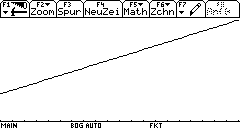 F1 F2 Zoom F3 Spur F4 NeuZei F5 Math F6 Zchn F7
MAIN BOG AUTO FKT